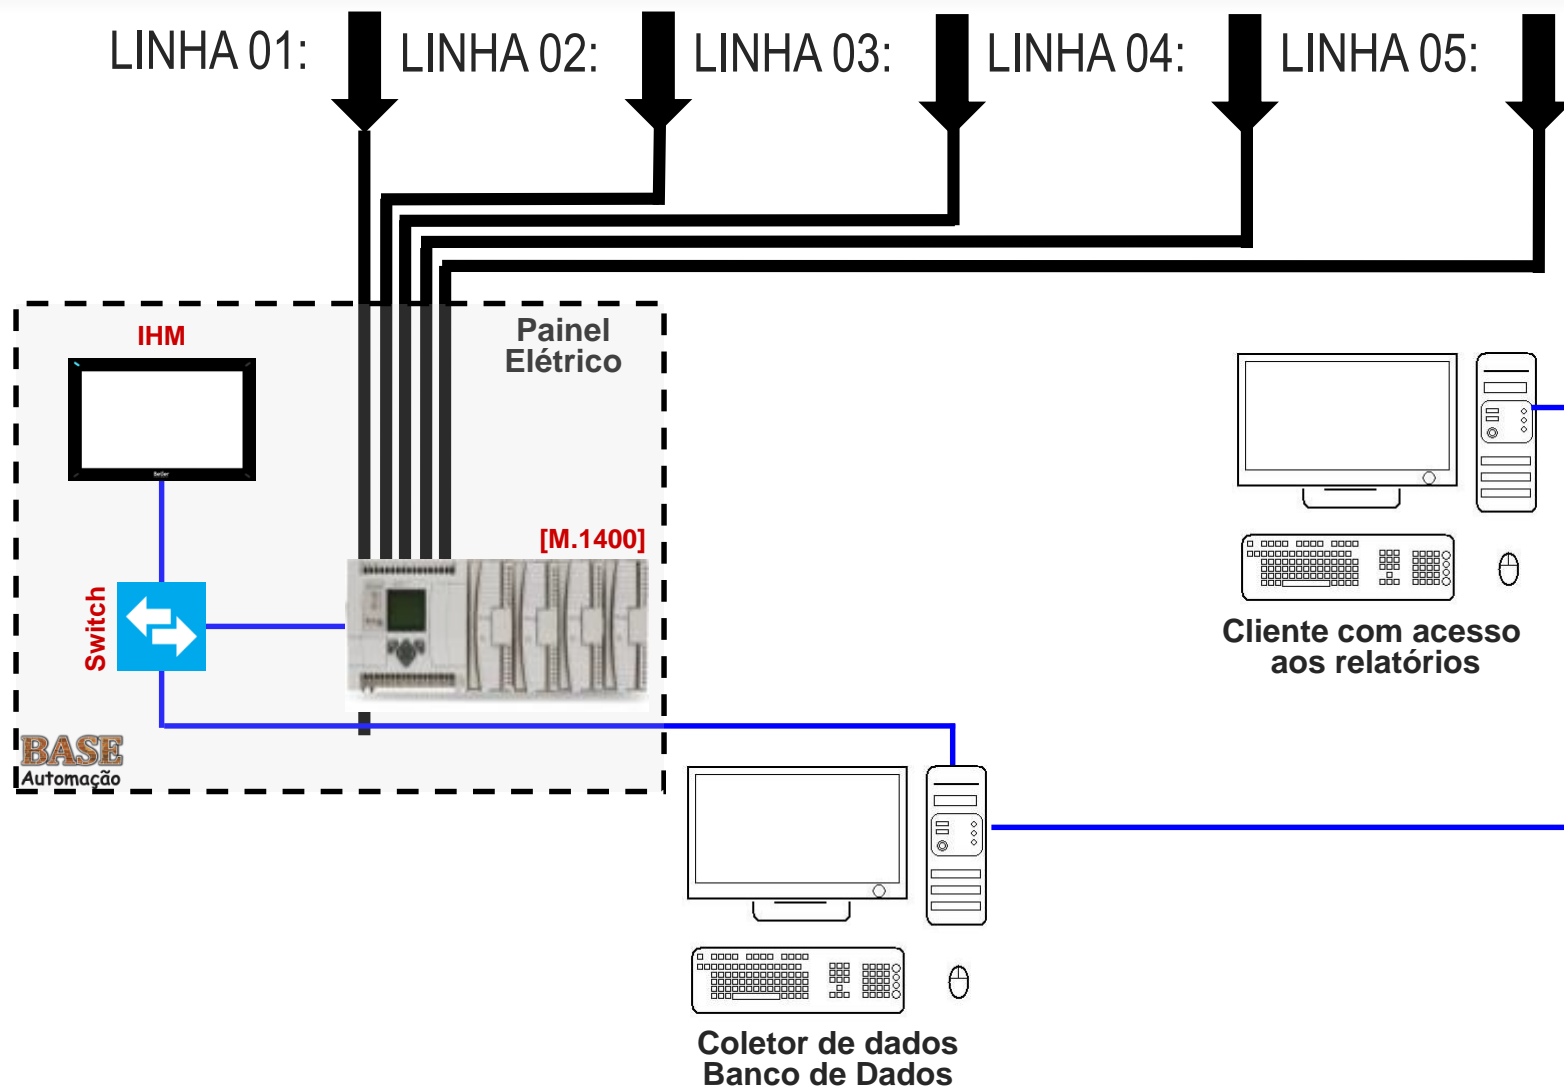 LINHA 01: LINHA 02: LINHA 03: LINHA 04: LINHA 05:
IHM
Painel
Elétrico
[M.1400]
Switch
BASE
Automação
Cliente com acesso
aos relatórios
Coletor de dados
Banco de Dados